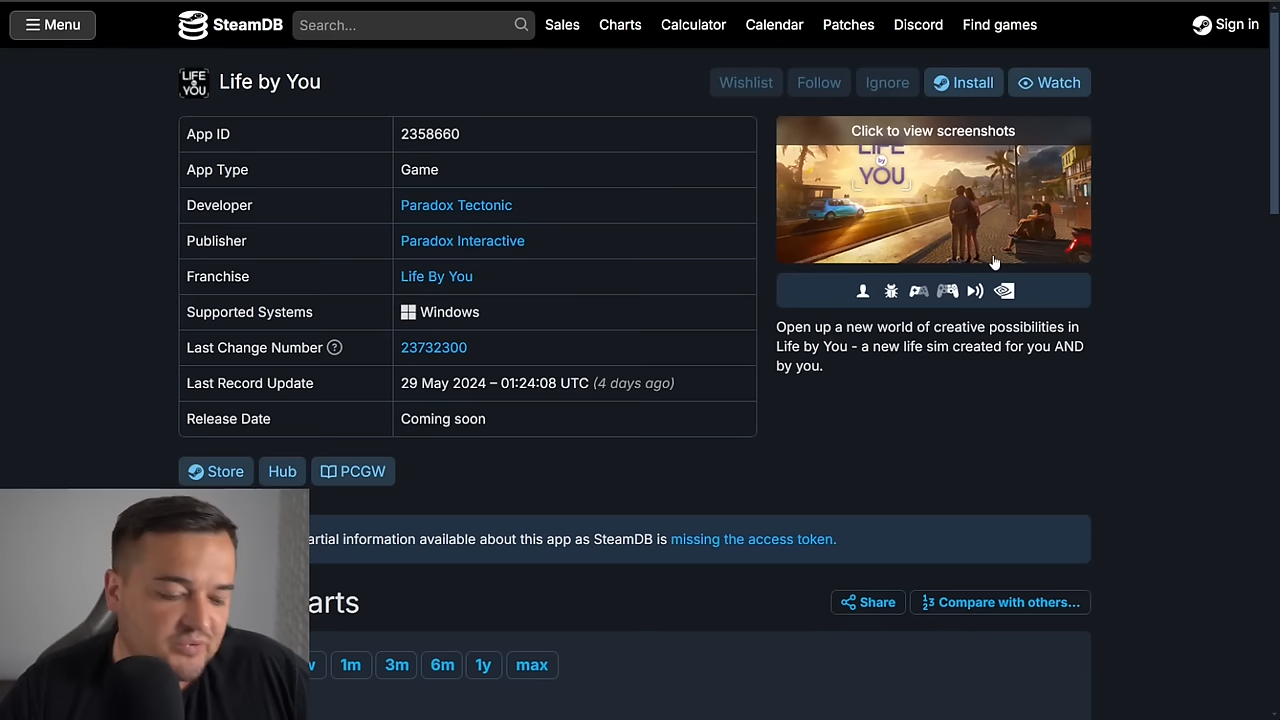 Menu
SteamDB
Search...
Sales
Charts
Calculator
Calendar
Patches
Discord
Find games
Sign in
LIFE
by
YOU
Life by You
Wishlist
Follow
Ignore
Install
Watch
App ID 2358660
App Type Game
Developer Paradox Tectonic
Publisher Paradox Interactive
Franchise Life By You
Supported Systems Windows
Last Change Number ? 23732300
Last Record Update 29 May 2024 – 01:24:08 UTC (4 days ago)
Release Date Coming soon
Click to view screenshots
LIFE
by
YOU
Open up a new world of creative possibilities in
Life by You - a new life sim created for you AND
by you.
Store
Hub
PCGW
artial information available about this app as SteamDB is missing the access token.
arts
Share
Compare with others...
w
1m
3m
6m
1y
max